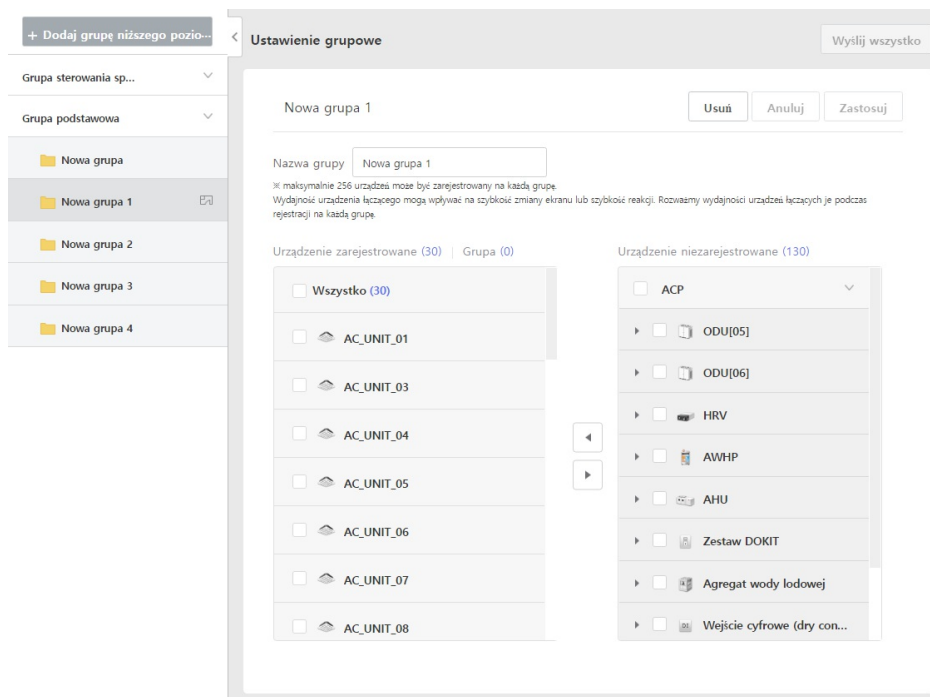 + Dodaj grupę niższego pozio...
Grupa sterowania sp...
Grupa podstawowa
Nowa grupa
Nowa grupa 1
Nowa grupa 2
Nowa grupa 3
Nowa grupa 4
Ustawienie grupowe
Wyślij wszystko
Nowa grupa 1
Usuń
Anuluj
Zastosuj
Nazwa grupy
Nowa grupa 1
※ maksymalnie 256 urządzeń może być zarejestrowany na każdą grupę.
Wydajność urządzenia łączącego mogą wpływać na szybkość zmiany ekranu lub szybkość reakcji. Rozważmy wydajności urządzeń łączących je podczas
rejestracji na każdą grupę.
Urządzenie zarejestrowane (30) | Grupa (0)
Wszystko (30)
AC_UNIT_01
AC_UNIT_03
AC_UNIT_04
AC_UNIT_05
AC_UNIT_06
AC_UNIT_07
AC_UNIT_08
Urządzenie niezarejestrowane (130)
ACP
ODU[05]
ODU[06]
HRV
AWHP
AHU
Zestaw DOKIT
Agregat wody lodowej
Wejście cyfrowe (dry con...